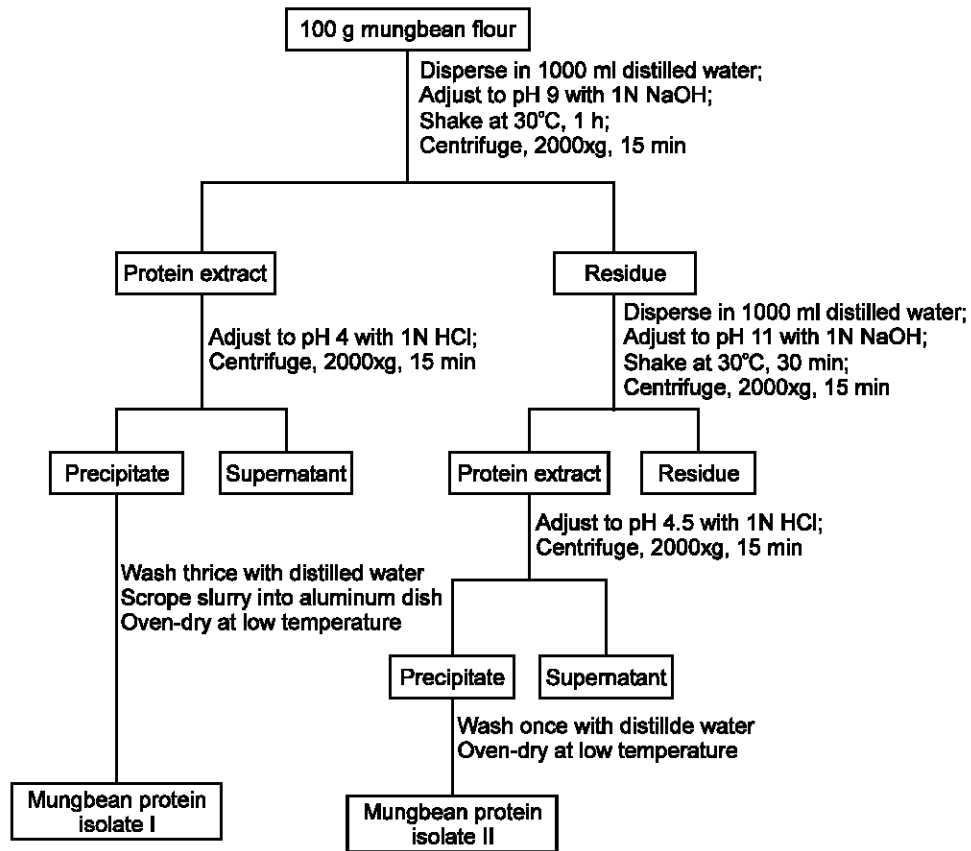 100 g mungbean flour
Disperse in 1000 ml distilled water;
Adjust to pH 9 with 1N NaOH;
Shake at 30°C, 1 h;
Centrifuge, 2000xg, 15 min
Protein extract
Residue
Adjust to pH 4 with 1N HCl;
Centrifuge, 2000xg, 15 min
Disperse in 1000 ml distilled water;
Adjust to pH 11 with 1N NaOH;
Shake at 30°C, 30 min;
Centrifuge, 2000xg, 15 min
Precipitate
Supernatant
Protein extract
Residue
Adjust to pH 4.5 with 1N HCl;
Centrifuge, 2000xg, 15 min
Wash thrice with distilled water
Scrope slurry into aluminum dish
Oven-dry at low temperature
Precipitate
Supernatant
Wash once with distillde water
Oven-dry at low temperature
Mungbean protein
isolate I
Mungbean protein
isolate II